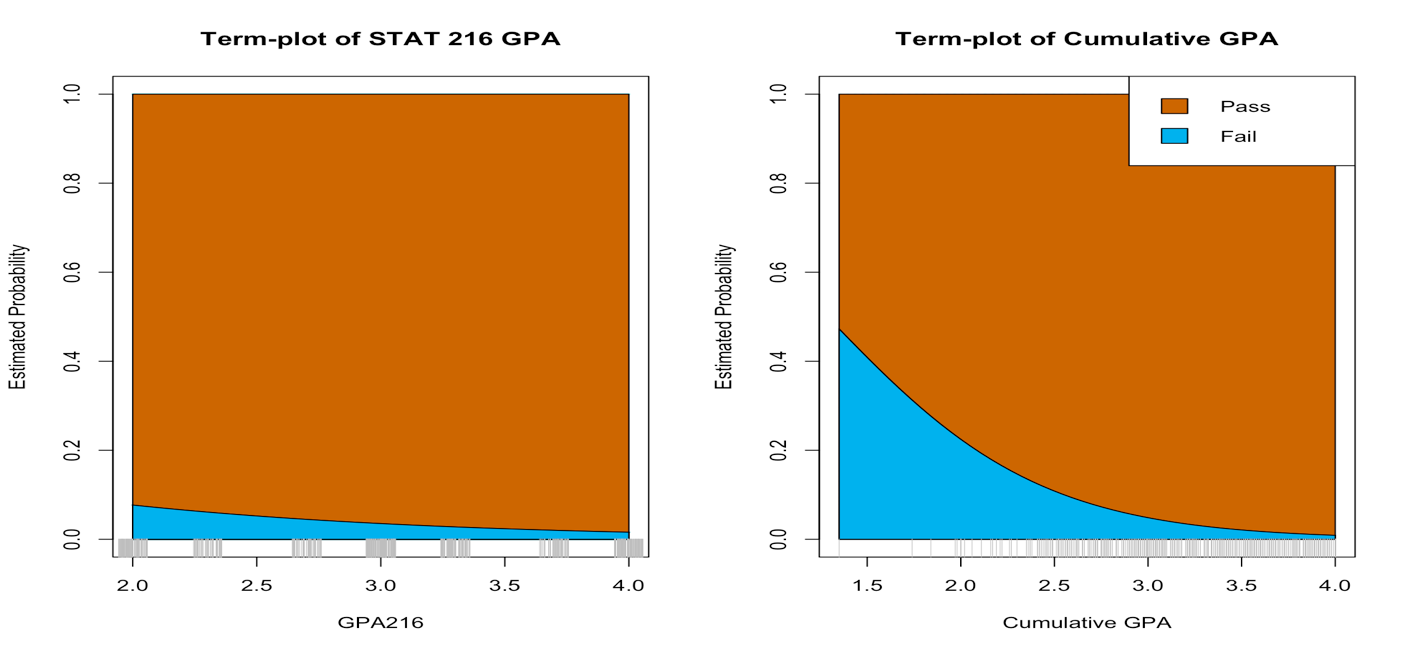 Term-plot of STAT 216 GPA
Estimated Probability
1.0
0.8
0.6
0.4
0.2
0.0
2.0 2.5 3.0 3.5 4.0
GPA216
Term-plot of Cumulative GPA
Pass
Fail
Estimated Probability
1.0
0.8
0.6
0.4
0.2
0.0
1.5 2.0 2.5 3.0 3.5 4.0
Cumulative GPA